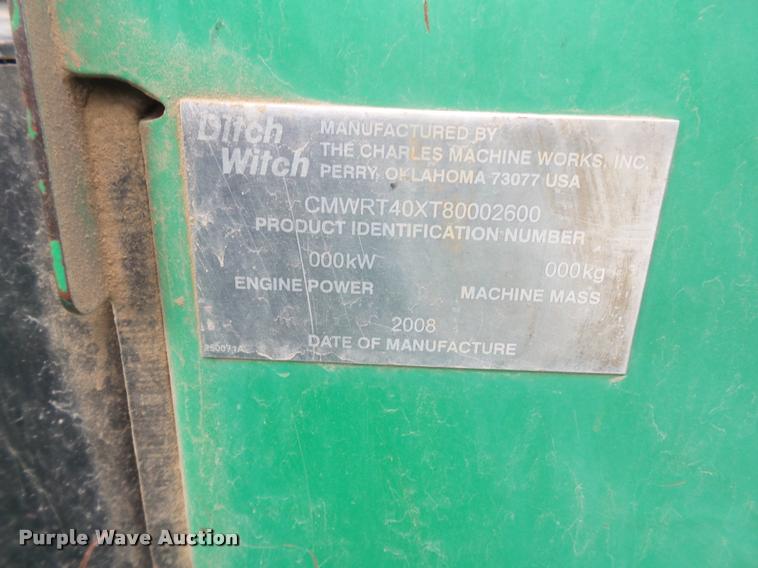 Ditch
Witch
MANUFACTURED BY
THE CHARLES MACHINE WORKS, INC.
PERRY, OKLAHOMA 73077 USA
CMWRT40XT80002600
PRODUCT IDENTIFICATION NUMBER
000kW 000kg
ENGINE POWER MACHINE MASS
2008
DATE OF MANUFACTURE
Purple Wave Auction